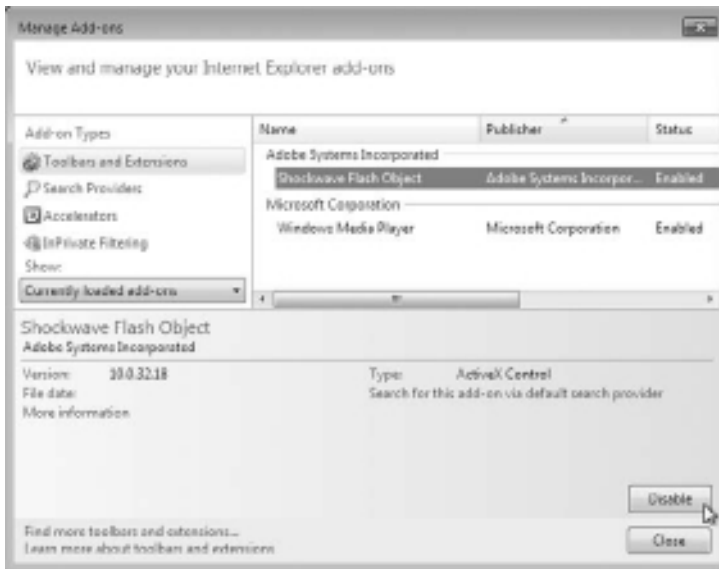 Manage Add-ons
View and manage your Internet Explorer add-ons
Add-on Types
Toolbars and Extensions
Search Providers
Accelerators
InPrivate Filtering
Show:
Currently loaded add-ons
Name Publisher Status
Adobe Systems Incorporated
Shockwave Flash Object Adobe Systems Incorpor... Enabled
Microsoft Corporation
Windows Media Player Microsoft Corporation Enabled
Shockwave Flash Object
Adobe Systems Incorporated
Version: 10.0.32.18 Type: ActiveX Control
File date: Search for this add-on via default search provider
More information
Disable
Find more toolbars and extensions...
Learn more about toolbars and extensions
Close